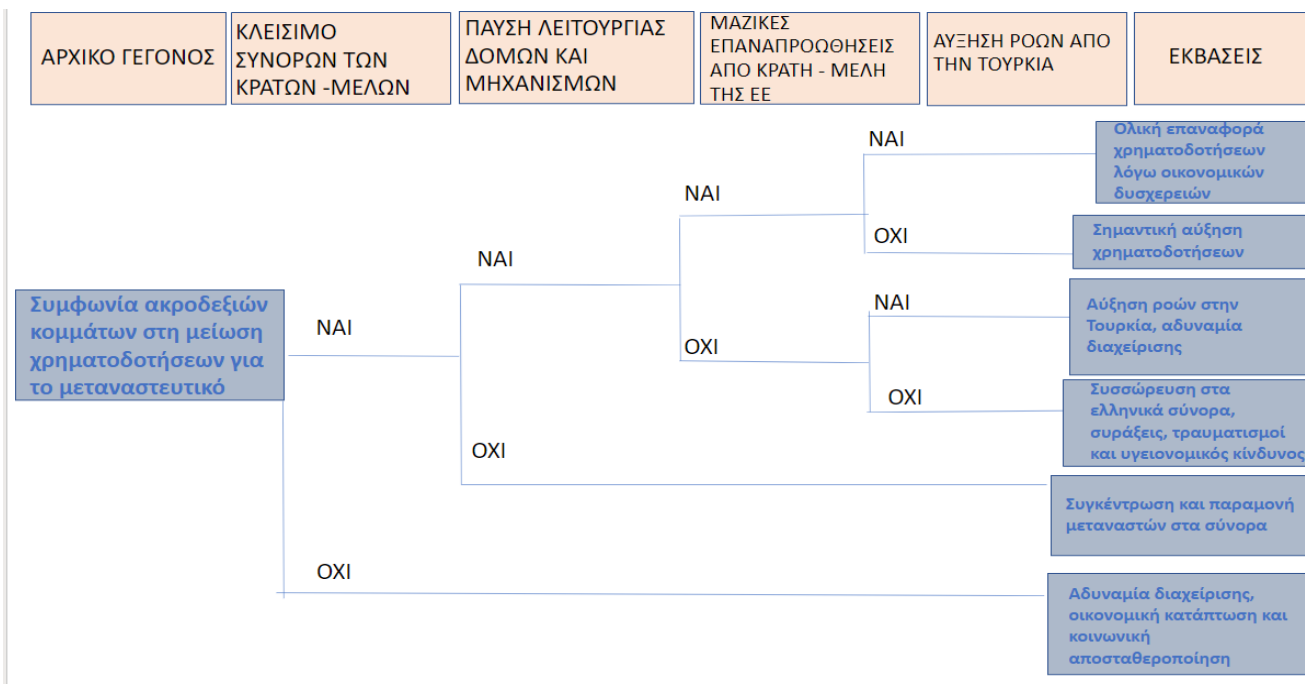 ΑΡΧΙΚΟ ΓΕΓΟΝΟΣ
ΚΛΕΙΣΙΜΟ
ΣΥΝΟΡΩΝ ΤΩΝ
ΚΡΑΤΩΝ -ΜΕΛΩΝ
ΠΑΥΣΗ ΛΕΙΤΟΥΡΓΙΑΣ
ΔΟΜΩΝ ΚΑΙ
ΜΗΧΑΝΙΣΜΩΝ
ΜΑΖΙΚΕΣ
ΕΠΑΝΑΠΡΟΩΘΗΣΕΙΣ
ΑΠΟ ΚΡΑΤΗ - ΜΕΛΗ
ΤΗΣ ΕΕ
ΑΥΞΗΣΗ ΡΟΩΝ ΑΠΟ
ΤΗΝ ΤΟΥΡΚΙΑ
ΕΚΒΑΣΕΙΣ
Συμφωνία ακροδεξιών
κομμάτων στη μείωση
χρηματοδοτήσεων για
το μεταναστευτικό
ΝΑΙ
ΟΧΙ
ΝΑΙ
ΟΧΙ
ΝΑΙ
ΟΧΙ
ΝΑΙ
ΟΧΙ
ΝΑΙ
ΟΧΙ
Ολική επαναφορά
χρηματοδοτήσεων
λόγω οικονομικών
δυσχερειών
Σημαντική αύξηση
χρηματοδοτήσεων
Αύξηση ροών στην
Τουρκία, αδυναμία
διαχείρισης
Συσσώρευση στα
ελληνικά σύνορα,
συράξεις, τραυματισμοί
και υγειονομικός κίνδυνος
Συγκέντρωση και παραμονή
μεταναστών στα σύνορα
Αδυναμία διαχείρισης,
οικονομική κατάπτωση και
κοινωνική
αποσταθεροποίηση